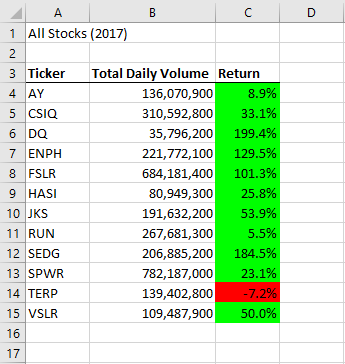 A B C D
1 All Stocks (2017)
2
3 Ticker Total Daily Volume Return
4 AY 136,070,900 8.9%
5 CSIQ 310,592,800 33.1%
6 DQ 35,796,200 199.4%
7 ENPH 221,772,100 129.5%
8 FSLR 684,181,400 101.3%
9 HASI 80,949,300 25.8%
10 JKS 191,632,200 53.9%
11 RUN 267,681,300 5.5%
12 SEDG 206,885,200 184.5%
13 SPWR 782,187,000 23.1%
14 TERP 139,402,800 -7.2%
15 VSLR 109,487,900 50.0%
16
17